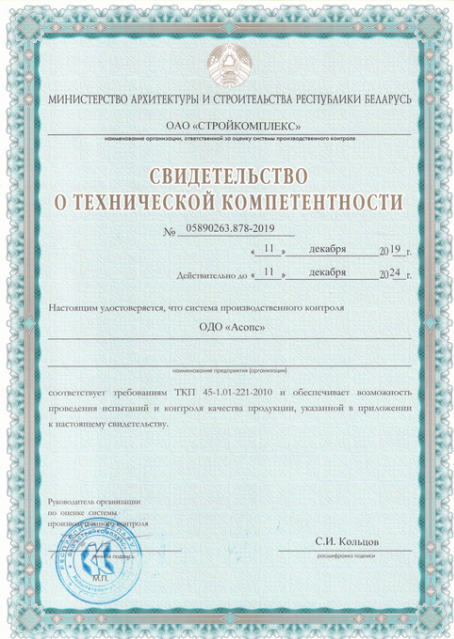 МИНИСТЕРСТВО АРХИТЕКТУРЫ И СТРОИТЕЛЬСТВА РЕСПУБЛИКИ БЕЛАРУСЬ
ОАО «СТРОЙКОМПЛЕКС»
наименование организации, ответственной за оценку системы производственного контроля
СВИДЕТЕЛЬСТВО
О ТЕХНИЧЕСКОЙ КОМПЕТЕНТНОСТИ
№ 05890263.878-2019
« 11 » декабря 2019 г.
Действительно до « 11 » декабря 2024 г.
Настоящим удостоверяется, что система производственного контроля
ОДО «Асопс»
наименование предприятия (организации)
соответствует требованиям ТКП 45-1.01-221-2010 и обеспечивает возможность
проведения испытаний и контроля качества продукции, указанной в приложении
к настоящему свидетельству.
Руководитель организации
по оценке системы
производственного контроля
С.И. Кольцов
подпись
расшифровка подписи
М.П.